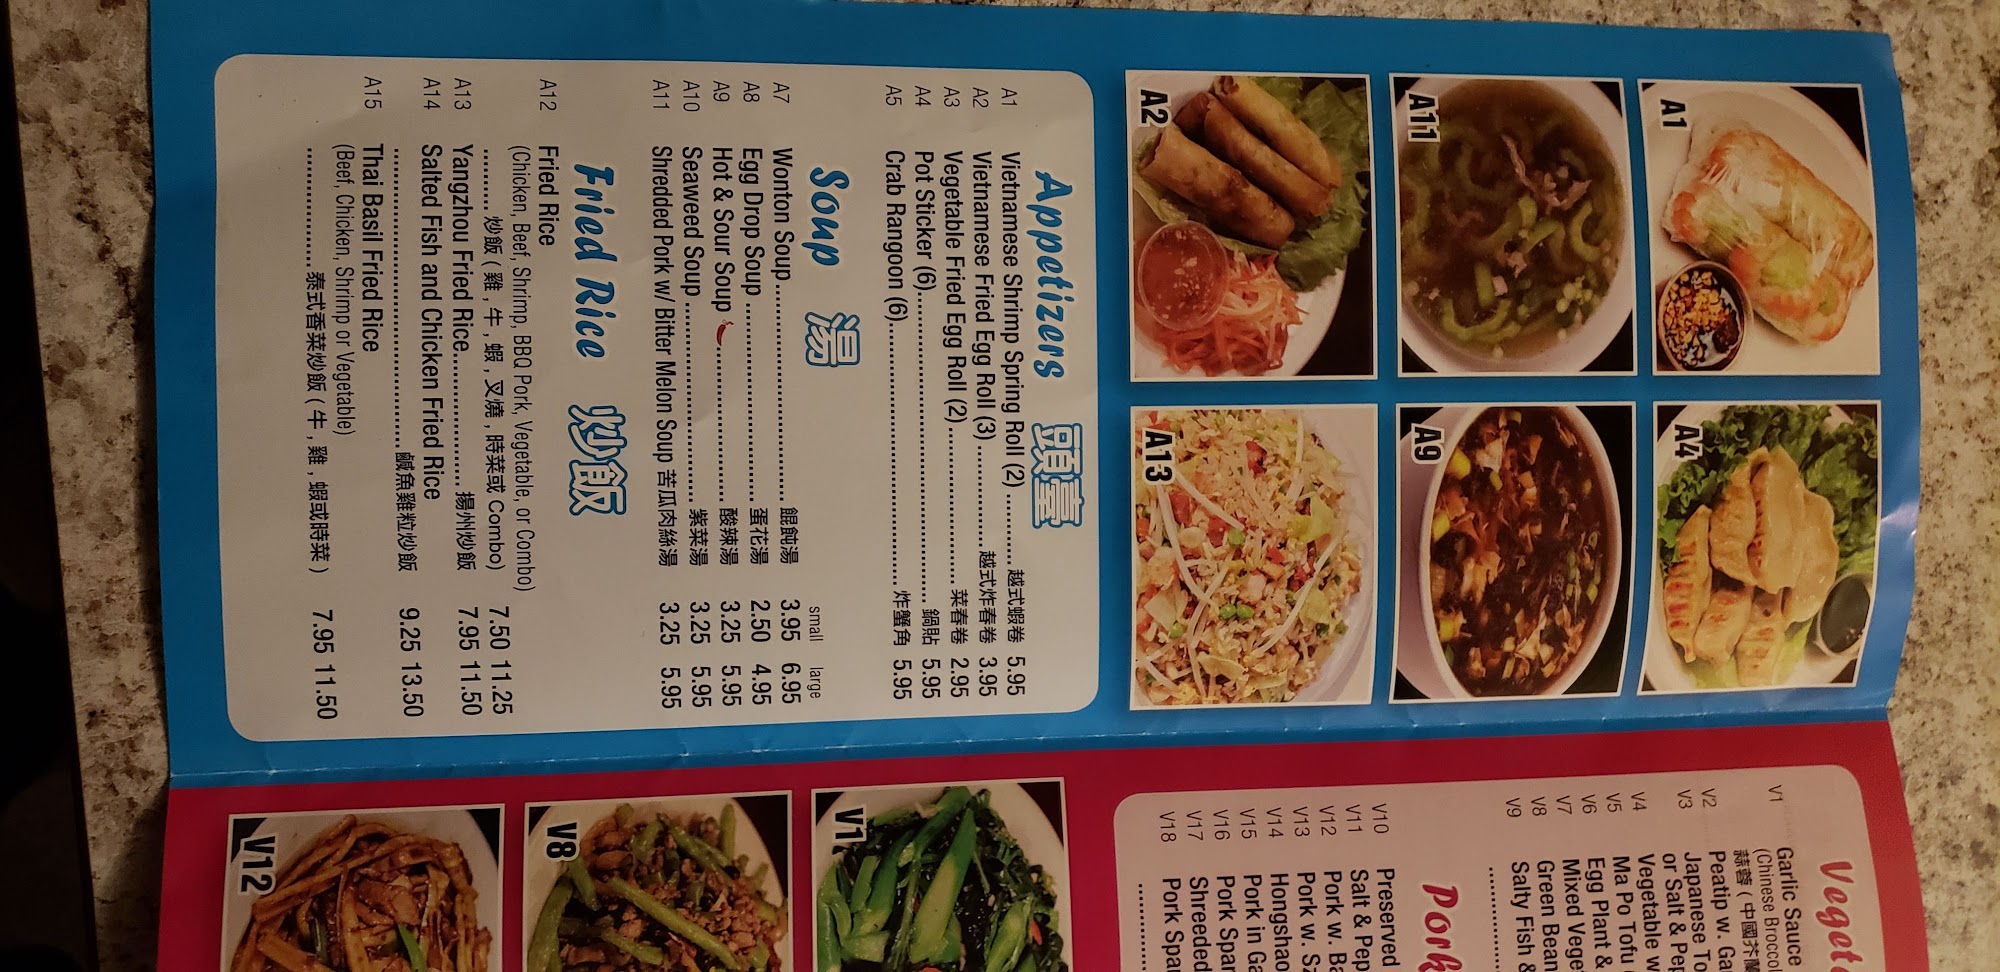 A1
A11
A2
A4
A9
A13
Appetizers 頭臺
A1 Vietnamese Shrimp Spring Roll (2) 越式蝦卷 5.95
A2 Vietnamese Fried Egg Roll (3) 越式炸春卷 3.95
A3 Vegetable Fried Egg Roll (2) 菜春卷 2.95
A4 Pot Sticker (6) 鍋貼 5.95
A5 Crab Rangoon (6) 炸蟹角 5.95
Soup 湯
small large
A7 Wonton Soup 餛飩湯 3.95 6.95
A8 Egg Drop Soup 蛋花湯 2.50 4.95
A9 Hot & Sour Soup 酸辣湯 3.25 5.95
A10 Seaweed Soup 紫菜湯 3.25 5.95
A11 Shredded Pork w/ Bitter Melon Soup 苦瓜肉絲湯 3.25 5.95
Fried Rice 炒飯
A12 Fried Rice
(Chicken, Beef, Shrimp, BBQ Pork, Vegetable, or Combo)
炒飯 ( 雞 , 牛 , 蝦 , 叉燒 , 時菜或 Combo) 7.50 11.25
A13 Yangzhou Fried Rice 揚州炒飯 7.95 11.50
A14 Salted Fish and Chicken Fried Rice
鹹魚雞粒炒飯 9.25 13.50
A15 Thai Basil Fried Rice
(Beef, Chicken, Shrimp or Vegetable)
泰式香菜炒飯 ( 牛 , 雞 , 蝦或時菜 ) 7.95 11.50
Veget
V1 Garlic Sauce
(Chinese Broccol
蒜蓉 ( 中國芥蘭
V2 Peatip w. Ga
V3 Japanese To
or Salt & Pep
V4 Vegetable w
V5 Ma Po Tofu
V6 Egg Plant &
V7 Mixed Veget
V8 Green Bean
V9 Salty Fish &
Pork
V10 Preserved
V11 Salt & Pep
V12 Pork w. Ba
V13 Pork w. Sz
V14 Hongshao
V15 Pork in Ga
V16 Pork Spar
V17 Shreeded
V18 Pork Spar
V1
V8
V12